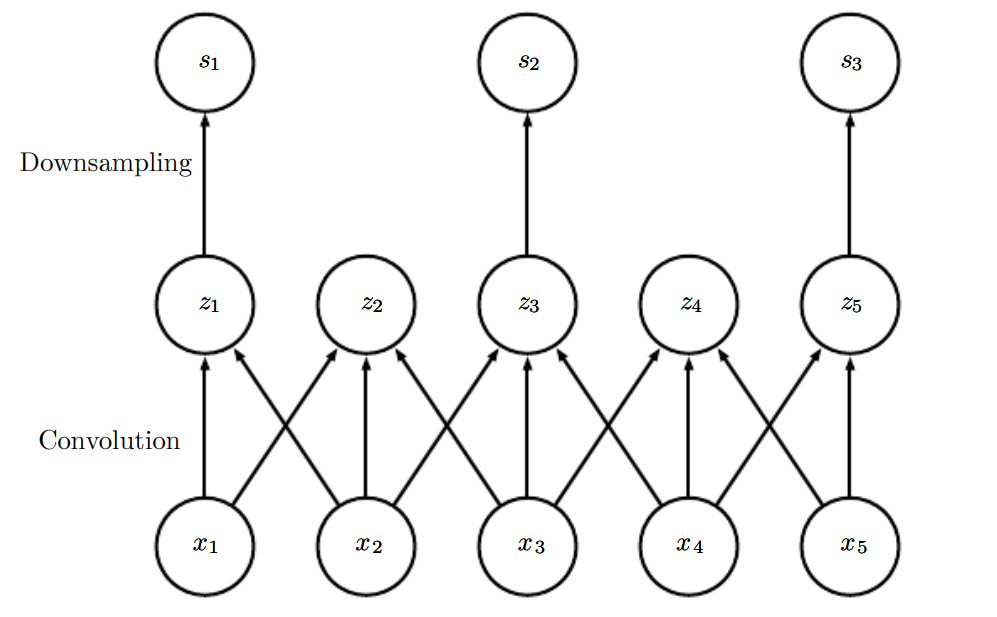 s1 s2 s3
Downsampling
z1 z2 z3 z4 z5
Convolution
x1 x2 x3 x4 x5